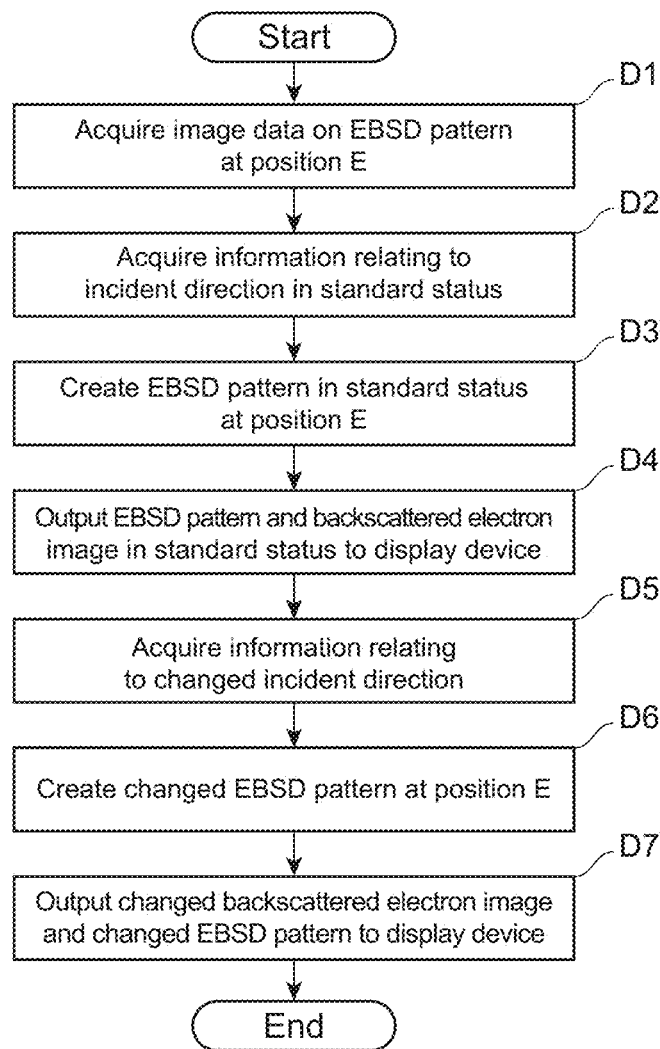 Start
D1
Acquire image data on EBSD pattern
at position E
D2
Acquire information relating to
incident direction in standard status
D3
Create EBSD pattern in standard status
at position E
D4
Output EBSD pattern and backscattered electron
image in standard status to display device
D5
Acquire information relating
to changed incident direction
D6
Create changed EBSD pattern at position E
D7
Output changed backscattered electron image
and changed EBSD pattern to display device
End